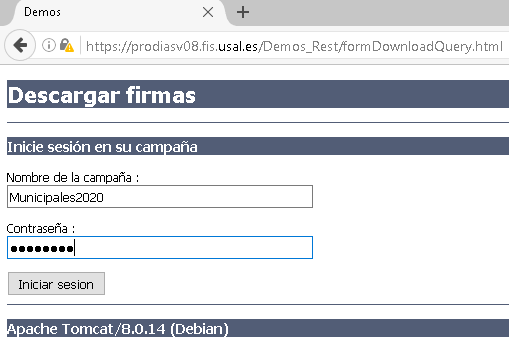 Demos
https://prodiasv08.fis.usal.es/Demos_Rest/formDownloadQuery.html
Descargar firmas
Inicie sesión en su campaña
Nombre de la campaña :
Municipales2020
Contraseña :
●●●●●●●●
Iniciar sesion
Apache Tomcat/8.0.14 (Debian)